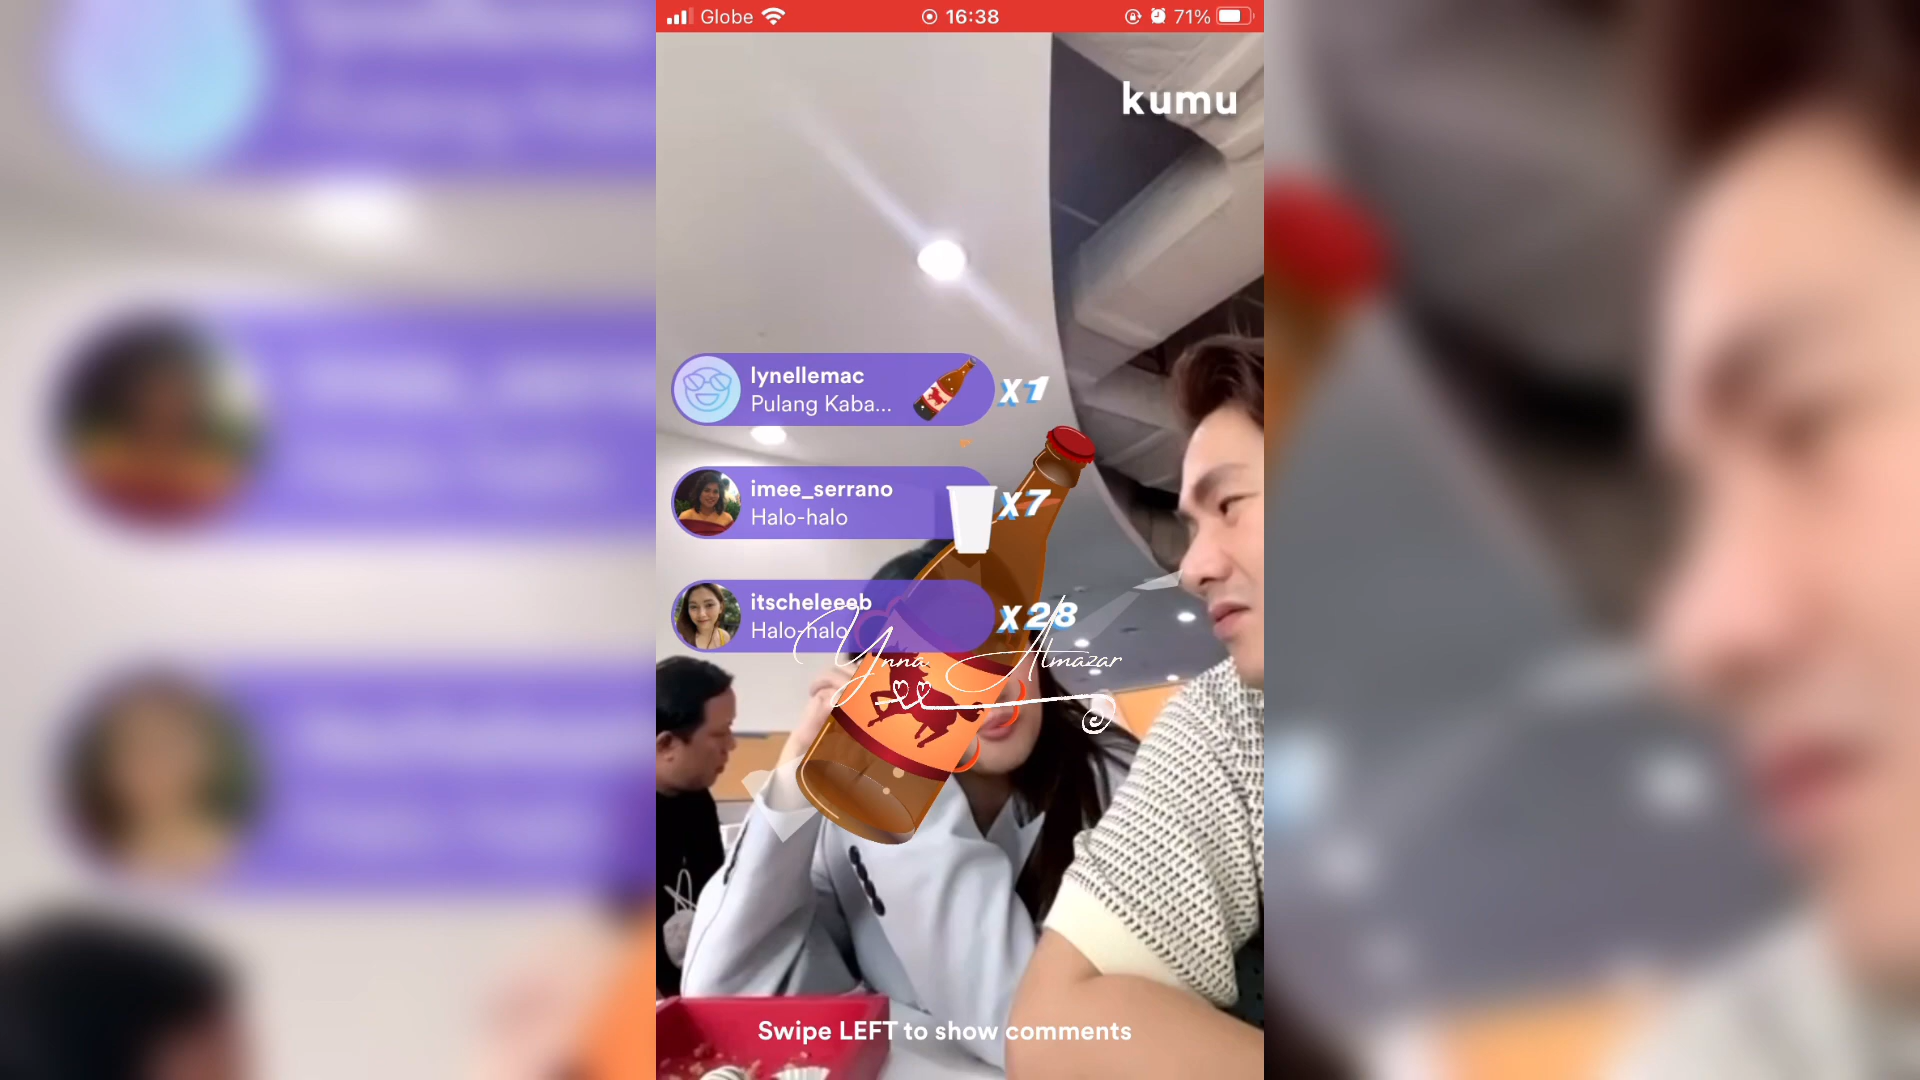 Globe
16:38
71%
kumu
lynellemac
Pulang Kaba...
X1
imee_serrano
Halo-halo
X7
itscheleeeb
Halo-halo
X28
Ynna Almazar
Swipe LEFT to show comments